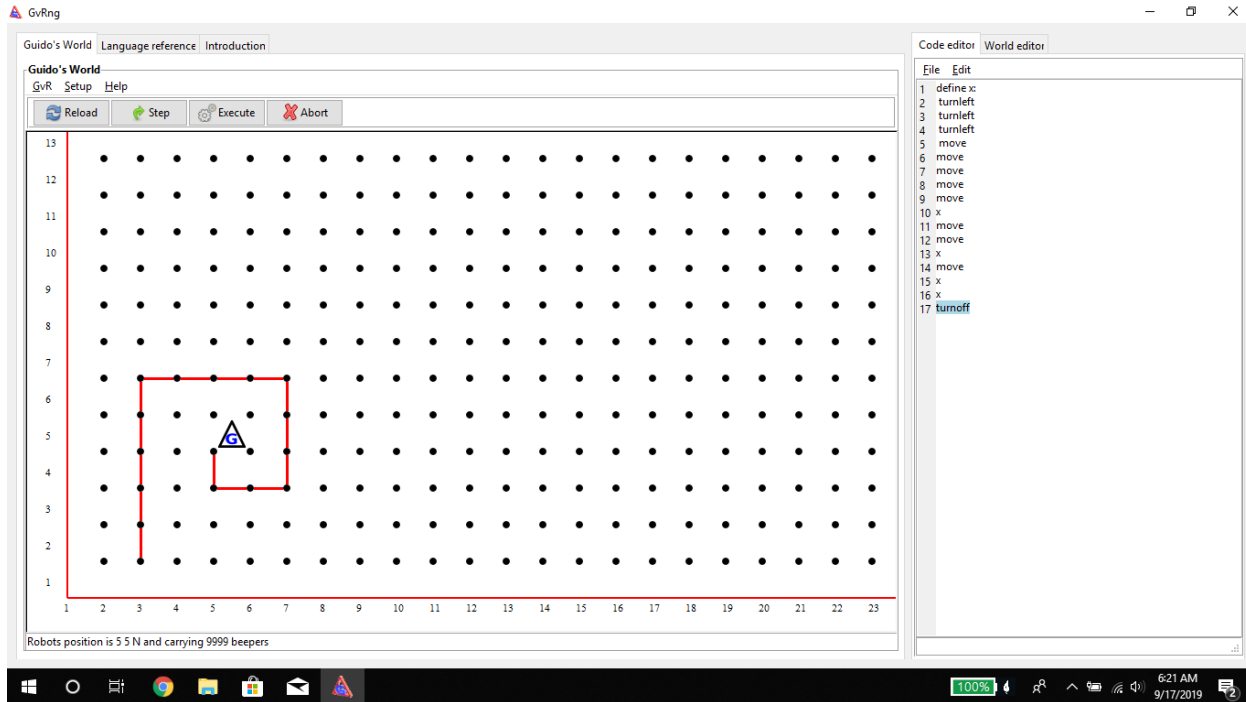 GvRng
Guido's World Language reference Introduction
Guido's World
GvR Setup Help
Reload Step Execute Abort
13
12
11
10
9
8
7
6
5
4
3
2
1
G
1 2 3 4 5 6 7 8 9 10 11 12 13 14 15 16 17 18 19 20 21 22 23
Robots position is 5 5 N and carrying 9999 beepers
Code editor World editor
File Edit
1 define x:
2 turnleft
3 turnleft
4 turnleft
5 move
6 move
7 move
8 move
9 move
10 x
11 move
12 move
13 x
14 move
15 x
16 x
17 turnoff
100%
6:21 AM
9/17/2019
2